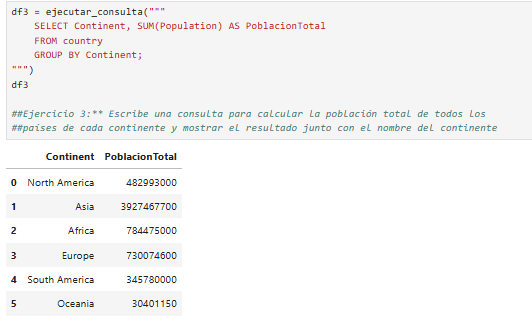 df3 = ejecutar_consulta("""
SELECT Continent, SUM(Population) AS PoblacionTotal
FROM country
GROUP BY Continent;
""")
df3
##Ejercicio 3:** Escribe una consulta para calcular la población total de todos los
##países de cada continente y mostrar el resultado junto con el nombre del continente
Continent PoblacionTotal
0 North America 482993000
1 Asia 3927467700
2 Africa 784475000
3 Europe 730074600
4 South America 345780000
5 Oceania 30401150